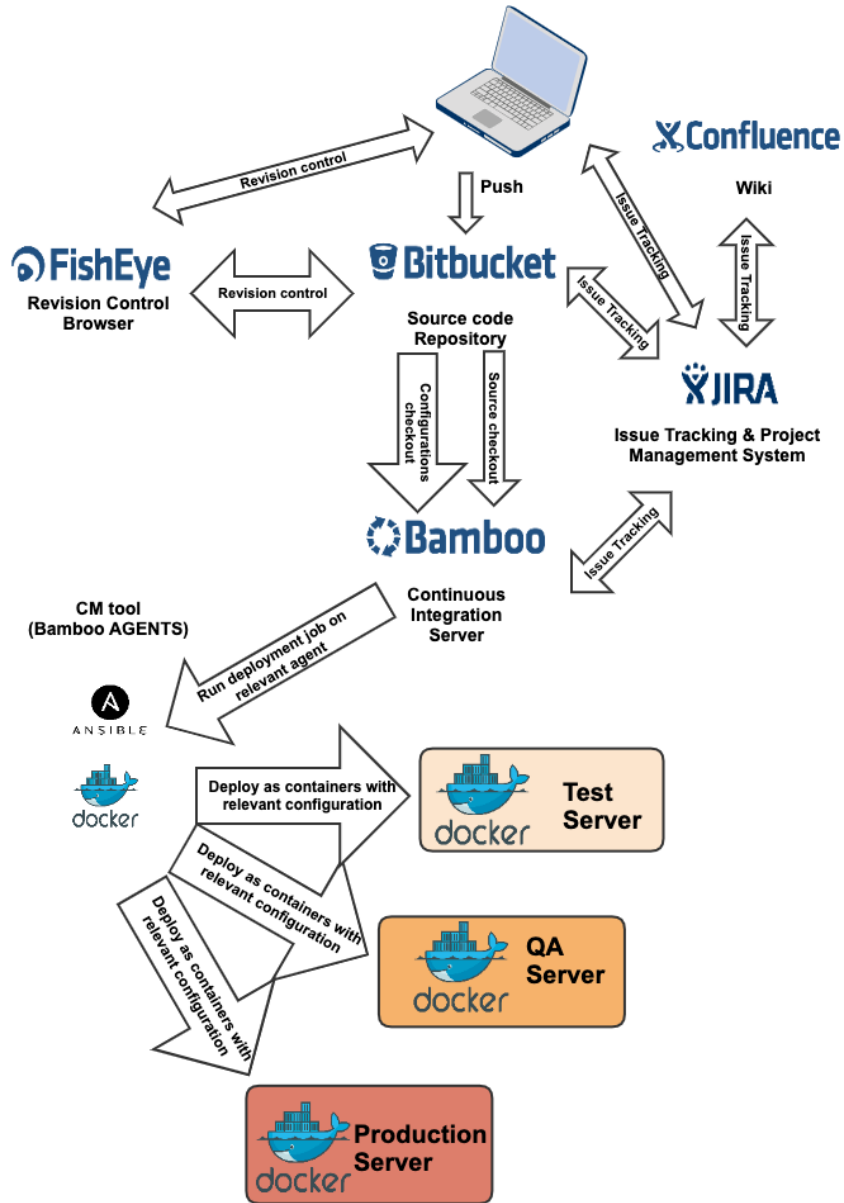 Confluence
Wiki
Revision control
Push
Issue Tracking
Issue Tracking
FishEye
Revision Control
Browser
Revision control
Bitbucket
Source code
Repository
Issue Tracking
JIRA
Issue Tracking & Project
Management System
Configurations
checkout
Source checkout
Bamboo
Continuous
Integration
Server
Issue Tracking
CM tool
(Bamboo AGENTS)
Run deployment job on
relevant agent
A
ANSIBLE
docker
Deploy as containers with
relevant configuration
docker
Test
Server
Deploy as containers with
relevant configuration
docker
QA
Server
Deploy as containers with
relevant configuration
docker
Production
Server